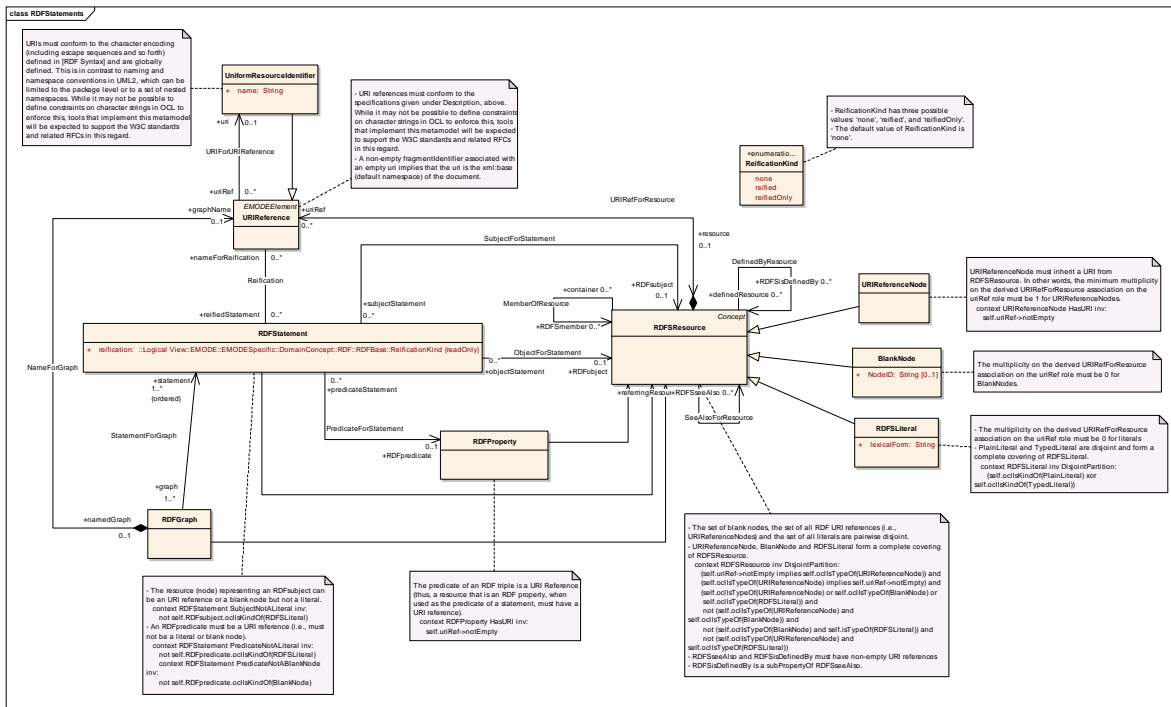 class RDFStatements
URIs must conform to the character encoding
(including escape sequences and so forth)
defined in [RDF Syntax] and are globally
defined. This is in contrast to naming and
namespace conventions in UML2, which can be
limited to the package level or to a set of nested
namespaces. While it may not be possible to
define constraints on character strings in OCL to
enforce this, tools that implement this metamodel
will be expected to support the W3C standards
and related RFCs in this regard.
UniformResourceIdentifier
+ name: String
- URI references must conform to the
specifications given under Description, above.
While it may not be possible to define constraints
on character strings in OCL to enforce this, tools
that implement this metamodel will be expected
to support the W3C standards and related RFCs
in this regard.
- A non-empty fragmentIdentifier associated with
an empty uri implies that the uri is the xml:base
(default namespace) of the document.
- ReificationKind has three possible
values: 'none', 'reified', and 'reifiedOnly'.
- The default value of ReificationKind is
'none'.
«enumeratio...
ReificationKind
none
reified
reifiedOnly
+uri 0..1
URIForURIReference
+uriRef 0..*
EMODEElement
URIReference
+graphName
0..1
+uriRef
0..*
URIRefForResource
+resource
0..1
+nameForReification 0..*
Reification
+reifiedStatement 0..*
SubjectForStatement
+RDFsubject
0..1
+subjectStatement
0..*
DefinedByResource
+RDFSisDefinedBy 0..*
+definedResource 0..*
+container 0..*
MemberOfResource
+RDFSmember 0..*
Concept
RDFSResource
URIReferenceNode
URIReferenceNode must inherit a URI from
RDFSResource. In other words, the minimum multiplicity
on the derived URIRefForResource association on the
uriRef role must be 1 for URIReferenceNodes.
context URIReferenceNode HasURI inv:
self.uriRef->notEmpty
RDFStatement
+ reification: ::Logical View::EMODE::EMODESpecific::DomainConcept::RDF::RDFBase::ReificationKind {readOnly}
0..*
ObjectForStatement
+objectStatement
0..1
+RDFobject
BlankNode
+ NodeID: String [0..1]
The multiplicity on the derived URIRefForResource
association on the uriRef role must be 0 for
BlankNodes.
NameForGraph
+statement
1..*
{ordered}
0..*
+predicateStatement
+referringResou
+RDFSseeAlso 0..*
SeeAlsoForResource
RDFSLiteral
+ lexicalForm: String
- The multiplicity on the derived URIRefForResource
association on the uriRef role must be 0 for literals
- PlainLiteral and TypedLiteral are disjoint and form a
complete covering of RDFSLiteral.
context RDFSLiteral inv DisjointPartition:
(self.oclIsKindOf(PlainLiteral) xor
self.oclIsKindOf(TypedLiteral))
StatementForGraph
PredicateForStatement
0..1
+RDFpredicate
RDFProperty
+graph
1..*
+namedGraph
0..1
RDFGraph
- The resource (node) representing an RDFsubject can
be an URI reference or a blank node but not a literal.
context RDFStatement SubjectNotALiteral inv:
not self.RDFsubject.oclIsKindOf(RDFSLiteral)
- An RDFpredicate must be a URI reference (i.e., must
not be a literal or blank node).
context RDFStatement PredicateNotALiteral inv:
not self.RDFpredicate.oclIsKindOf(RDFSLiteral)
context RDFStatement PredicateNotABlankNode
inv:
not self.RDFpredicate.oclIsKindOf(BlankNode)
The predicate of an RDF triple is a URI Reference
(thus, a resource that is an RDF property, when
used as the predicate of a statement, must have a
URI reference).
context RDFProperty HasURI inv:
self.uriRef->notEmpty
- The set of blank nodes, the set of all RDF URI references (i.e.,
URIReferenceNodes) and the set of all literals are pairwise disjoint.
- URIReferenceNode, BlankNode and RDFSLiteral form a complete covering
of RDFSResource.
context RDFSResource inv DisjointPartition:
(self.uriRef->notEmpty implies self.oclIsTypeOf(URIReferenceNode)) and
(self.oclIsTypeOf(URIReferenceNode) implies self.uriRef->notEmpty) and
(self.oclIsTypeOf(URIReferenceNode) or self.oclIsTypeOf(BlankNode) or
self.oclIsTypeOf(RDFSLiteral)) and
not (self.oclIsTypeOf(URIReferenceNode) and
self.oclIsTypeOf(BlankNode)) and
not (self.oclIsTypeOf(BlankNode) and self.isTypeOf(RDFSLiteral)) and
not (self.oclIsTypeOf(URIReferenceNode) and
self.oclIsTypeOf(RDFSLiteral))
- RDFSseeAlso and RDFSisDefinedBy must have non-empty URI references
- RDFSisDefinedBy is a subPropertyOf RDFSseeAlso.